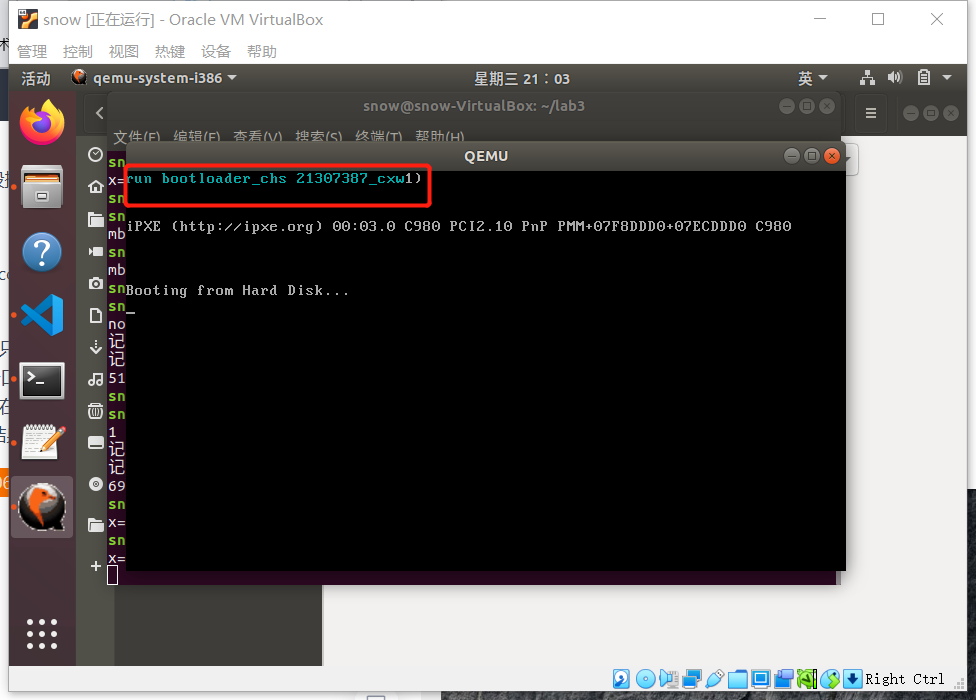 snow [正在运行] - Oracle VM VirtualBox
管理 控制 视图 热键 设备 帮助
活动 qemu-system-i386 星期三 21：03 英
snow@snow-VirtualBox: ~/lab3
文件(F) 编辑(E) 查看(V) 搜索(S) 终端(T) 帮助(H)
QEMU
sn
x=
run bootloader_chs 21307387_cxw1)
sn
sn
mb
iPXE (http://ipxe.org) 00:03.0 C980 PCI2.10 PnP PMM+07F8DDD0+07ECDDD0 C980
sn
mb
sn
Booting from Hard Disk...
sn
no
记
记
51
sn
sn
1
记
记
69
sn
x=
sn
x=
Right Ctrl